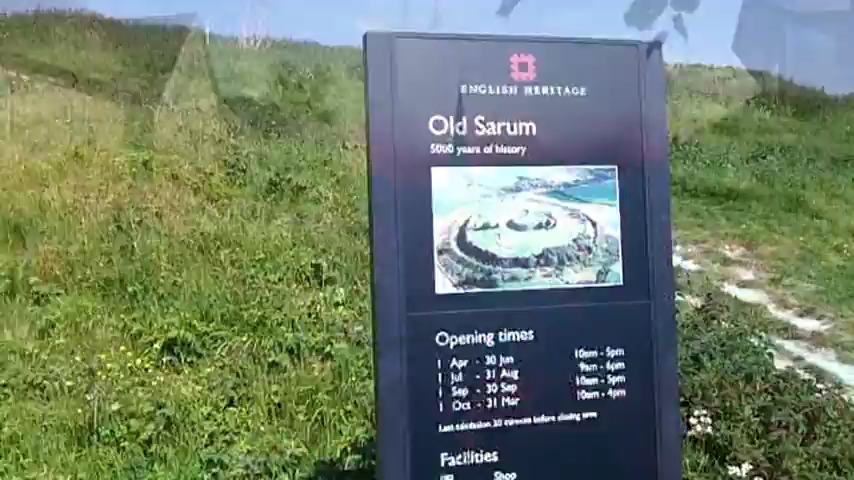 ENGLISH HERITAGE
Old Sarum
5000 years of history
Opening times
1 Apr - 30 Jun 10am - 5pm
1 Jul - 31 Aug 9am - 6pm
1 Sep - 30 Sep 10am - 5pm
1 Oct - 31 Mar 10am - 4pm
Last admission 30 minutes before closing time
Facilities
Shop